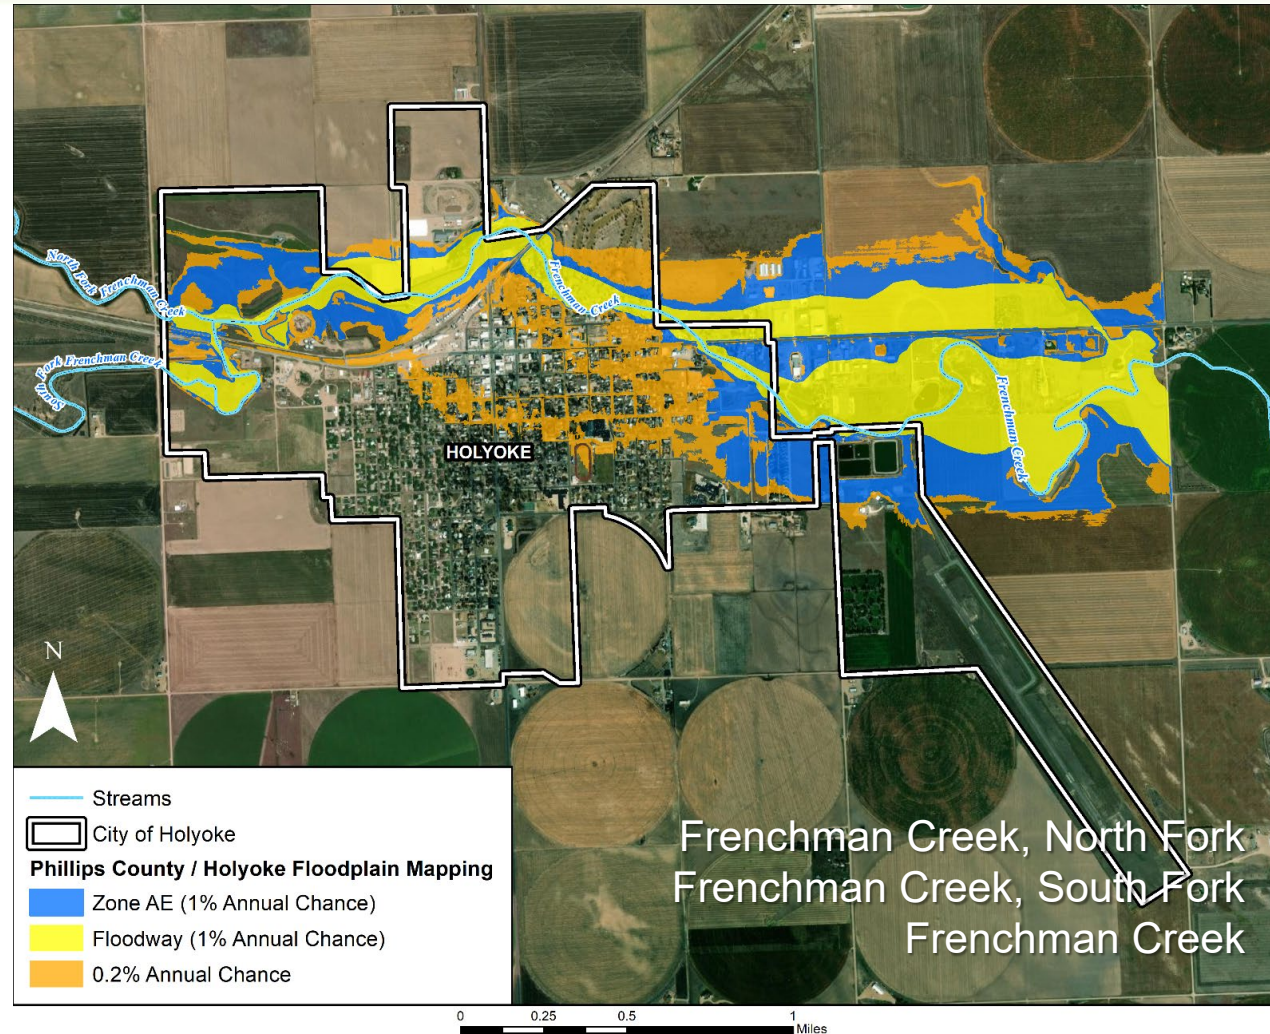 North Fork Frenchman Creek
South Fork Frenchman Creek
Frenchman Creek
Frenchman Creek
HOLYOKE
N
Streams
City of Holyoke
Phillips County / Holyoke Floodplain Mapping
Zone AE (1% Annual Chance)
Floodway (1% Annual Chance)
0.2% Annual Chance
Frenchman Creek, North Fork
Frenchman Creek, South Fork
Frenchman Creek
0 0.25 0.5 1
Miles